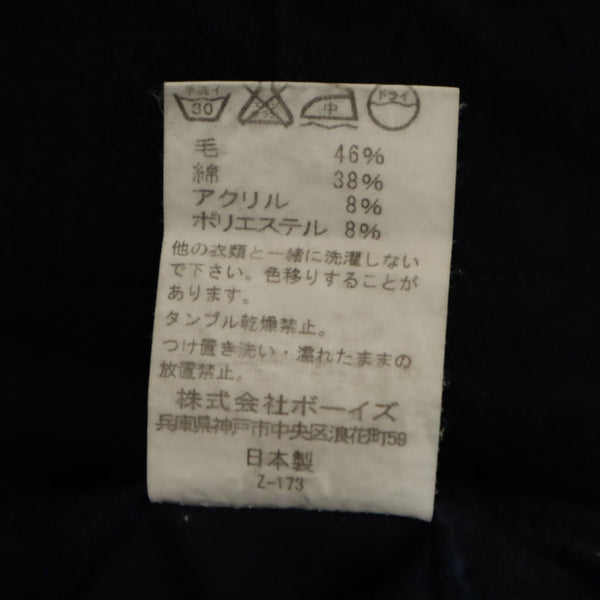 手洗イ
30
中
ドライ
毛 46%
綿 38%
アクリル 8%
ポリエステル 8%
他の衣類と一緒に洗濯しない
で下さい。色移りすることが
あります。
タンブル乾燥禁止。
つけ置き洗い・濡れたままの
放置禁止。
株式会社ボーイズ
兵庫県神戸市中央区浪花町59
日本製
Z-173